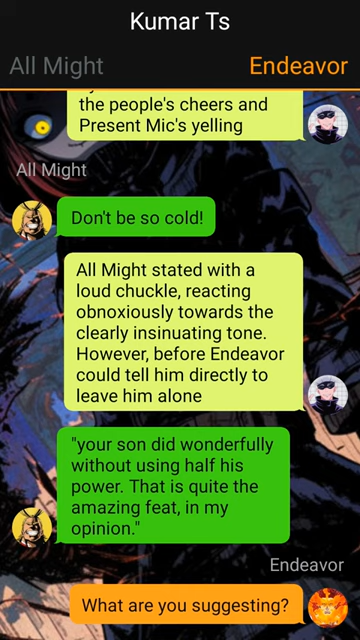 Kumar Ts
All Might
Endeavor
the people's cheers and
Present Mic's yelling
All Might
Don't be so cold!
All Might stated with a
loud chuckle, reacting
obnoxiously towards the
clearly insinuating tone.
However, before Endeavor
could tell him directly to
leave him alone
"your son did wonderfully
without using half his
power. That is quite the
amazing feat, in my
opinion."
Endeavor
What are you suggesting?